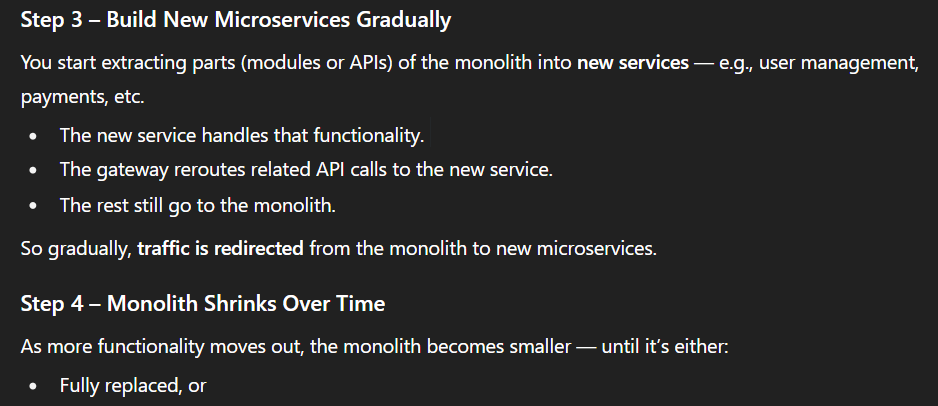 Step 3 – Build New Microservices Gradually
You start extracting parts (modules or APIs) of the monolith into new services — e.g., user management,
payments, etc.
• The new service handles that functionality.
• The gateway reroutes related API calls to the new service.
• The rest still go to the monolith.
So gradually, traffic is redirected from the monolith to new microservices.
Step 4 – Monolith Shrinks Over Time
As more functionality moves out, the monolith becomes smaller — until it’s either:
• Fully replaced, or